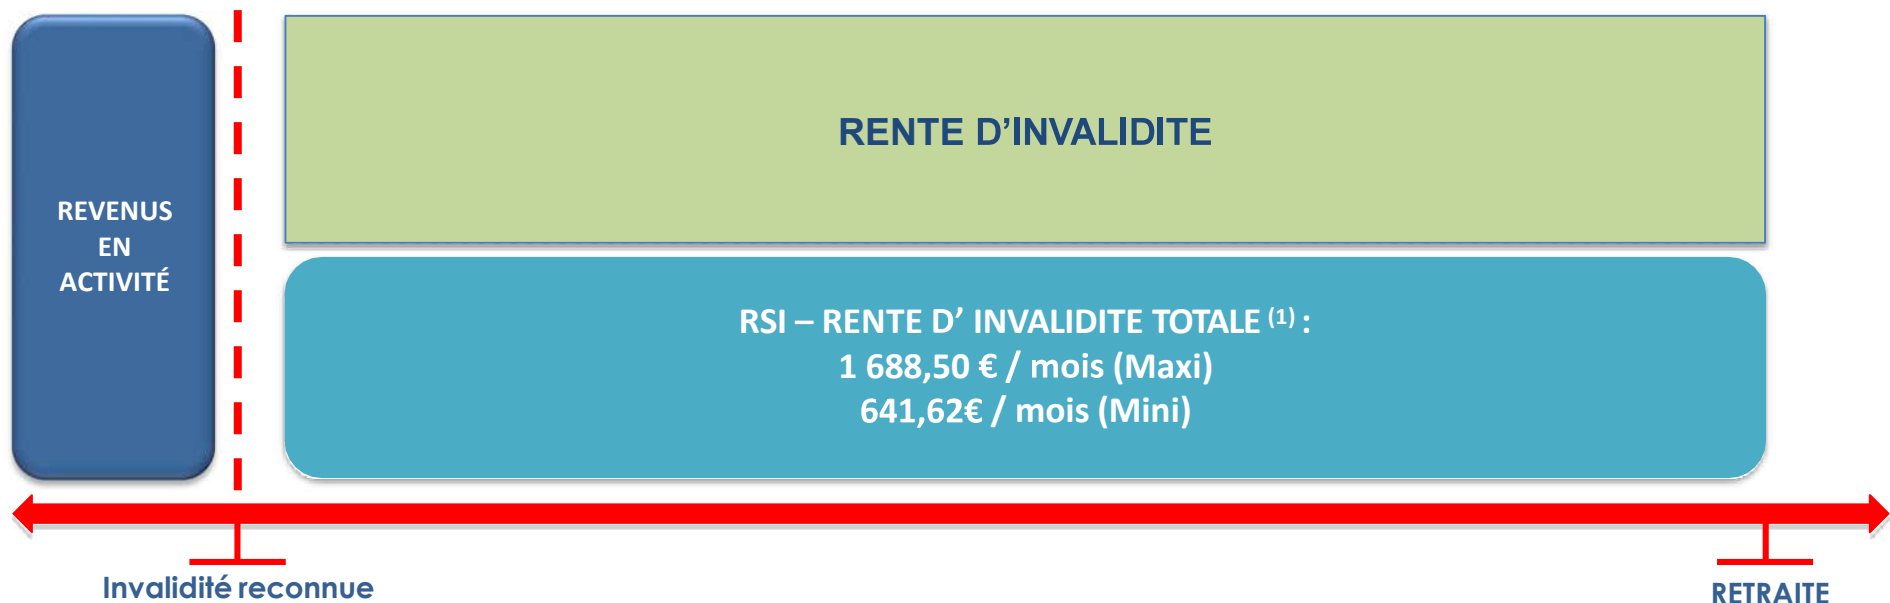 REVENUS
EN
ACTIVITÉ
RENTE D’INVALIDITE
RSI – RENTE D’ INVALIDITE TOTALE (1) :
1 688,50 € / mois (Maxi)
641,62€ / mois (Mini)
Invalidité reconnue
RETRAITE